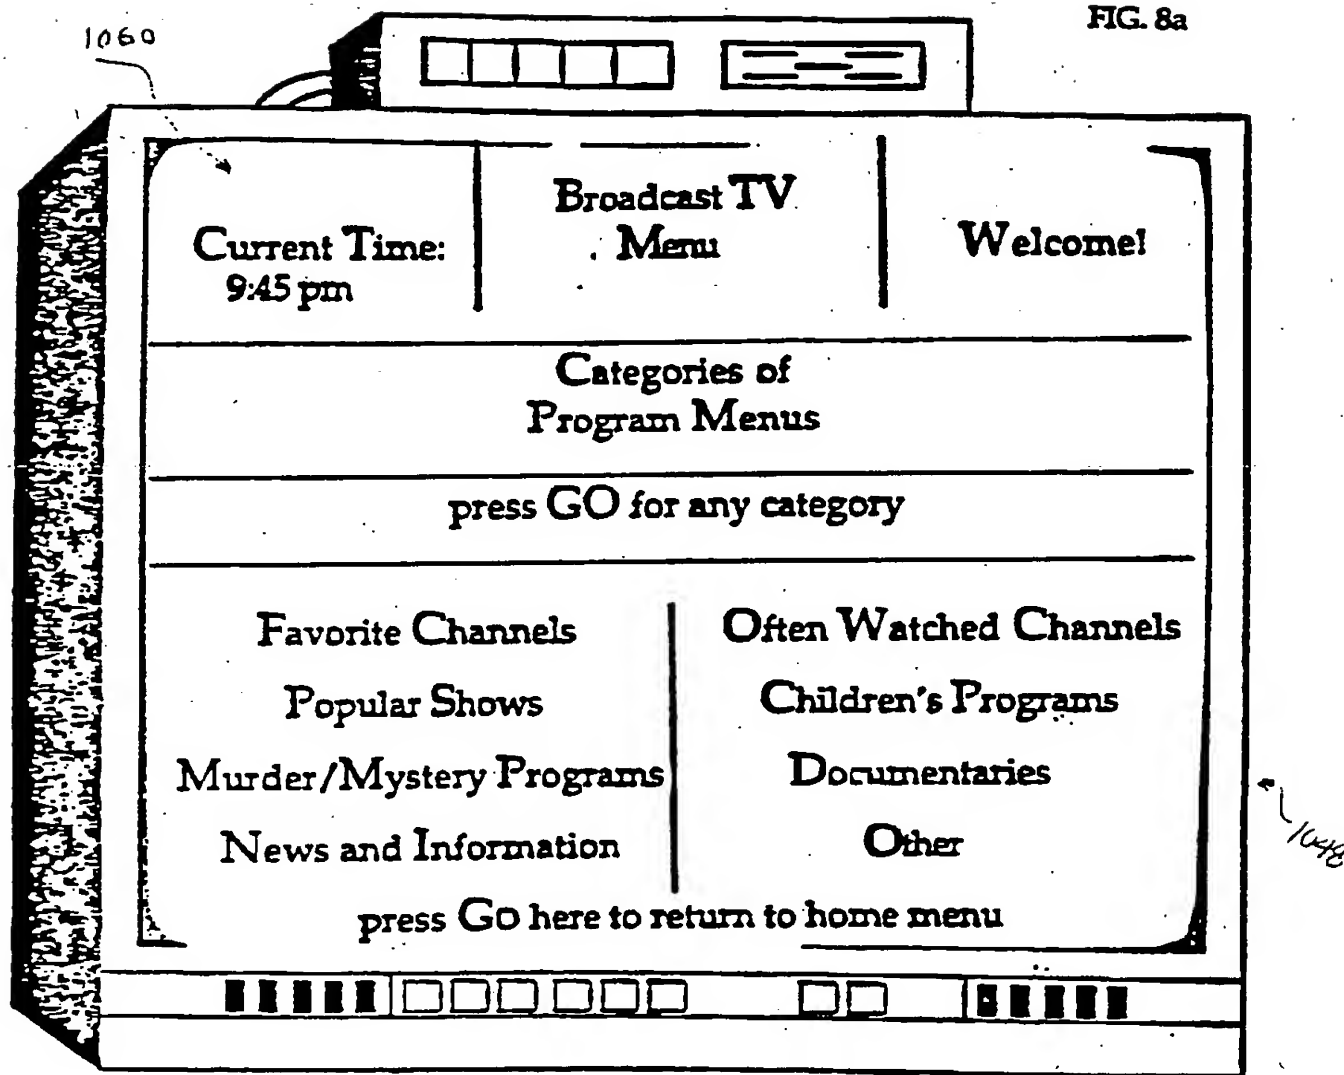 FIG. 8a
1060
Current Time:
9:45 pm
Broadcast TV
Menu
Welcome!
Categories of
Program Menus
press GO for any category
Favorite Channels
Often Watched Channels
Popular Shows
Children's Programs
Murder/Mystery Programs
Documentaries
News and Information
Other
press GO here to return to home menu
1048